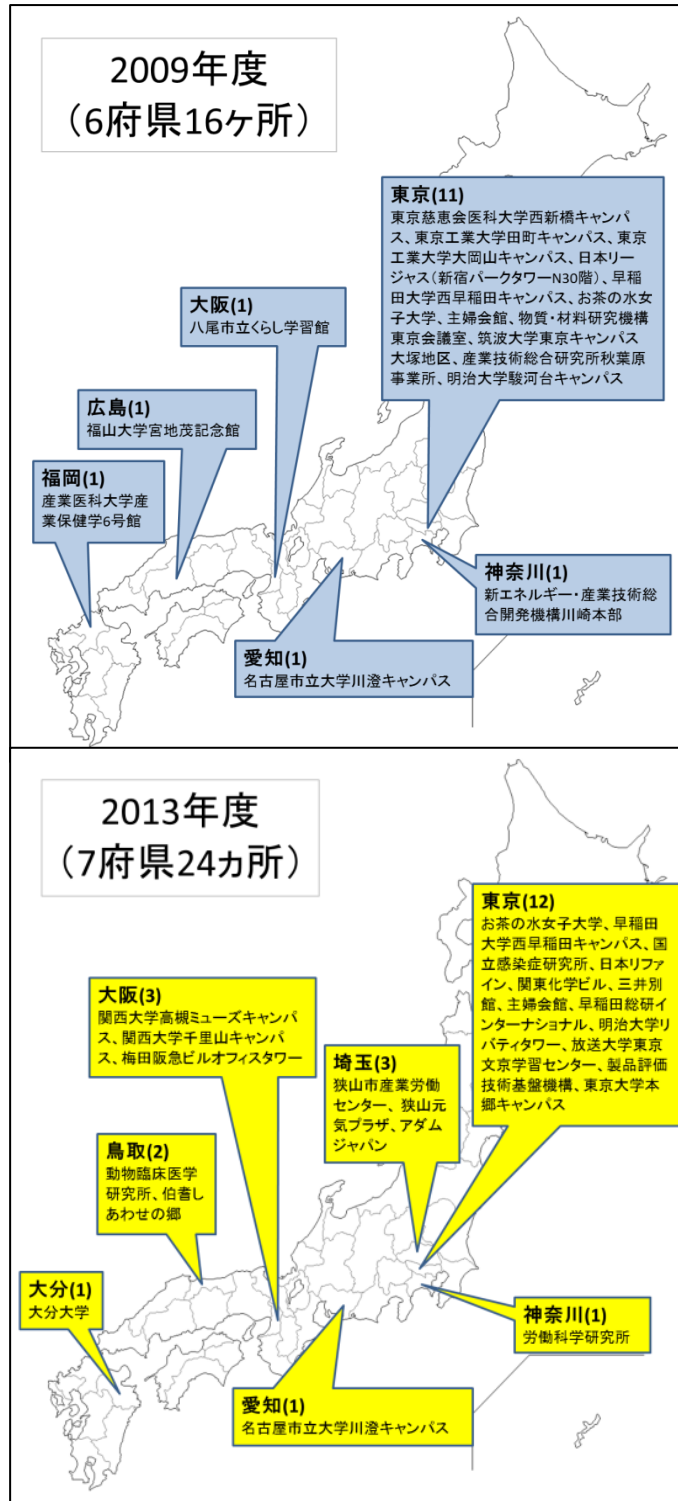 2009年度
（6府県16ヶ所）
東京(11)
東京慈恵会医科大学西新橋キャンパ
ス、東京工業大学田町キャンパス、東京
工業大学大岡山キャンパス、日本リー
ジャス（新宿パークタワーN30階）、早稲
田大学西早稲田キャンパス、お茶の水女
子大学、主婦会館、物質・材料研究機構
東京会議室、筑波大学東京キャンパス
大塚地区、産業技術総合研究所秋葉原
事業所、明治大学駿河台キャンパス
大阪(1)
八尾市立くらし学習館
広島(1)
福山大学宮地茂記念館
福岡(1)
産業医科大学産
業保健学6号館
神奈川(1)
新エネルギー・産業技術総
合開発機構川崎本部
愛知(1)
名古屋市立大学川澄キャンパス
2013年度
（7府県24カ所）
東京(12)
お茶の水女子大学、早稲田
大学西早稲田キャンパス、国
立感染症研究所、日本リファ
イン、関東化学ビル、三井別
館、主婦会館、早稲田総研イ
ンターナショナル、明治大学リ
バティタワー、放送大学東京
文京学習センター、製品評価
技術基盤機構、東京大学本
郷キャンパス
大阪(3)
関西大学高槻ミューズキャンパ
ス、関西大学千里山キャンパ
ス、梅田阪急ビルオフィスタワー
埼玉(3)
狭山市産業労働
センター、狭山元
気プラザ、アダム
ジャパン
鳥取(2)
動物臨床医学
研究所、伯耆し
あわせの郷
大分(1)
大分大学
神奈川(1)
労働科学研究所
愛知(1)
名古屋市立大学川澄キャンパス